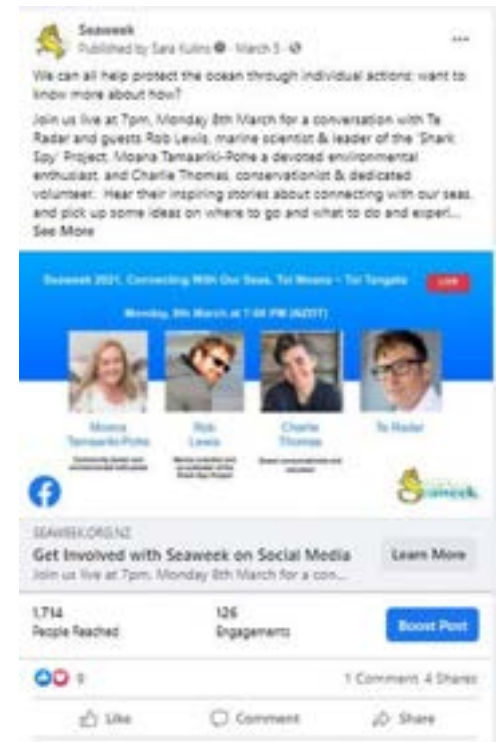 Seaweek
Published by Sara Kulins · March 5 ·
We can all help protect the ocean through individual actions: want to
know more about how?
Join us live at 7pm, Monday 8th March for a conversation with Te
Radar and guests Rob Lewis, marine scientist & leader of the 'Shark
Spy' Project, Moana Tamaariki-Pohe a devoted environmental
enthusiast, and Charlie Thomas, conservationist & dedicated
volunteer. Hear their inspiring stories about connecting with our seas,
and pick up some ideas on where to go and what to do and experi...
See More
Seaweek 2021, Connecting With Our Seas, Toi Moana – Toi Tangata
LIVE
Monday, 8th March at 7:00 PM (NZDT)
Moana
Tamaariki-Pohe
Rob
Lewis
Charlie
Thomas
Te Radar
Seaweek
SEAWEEK.ORG.NZ
Get Involved with Seaweek on Social Media
Learn More
Join us live at 7pm, Monday 8th March for a con...
1,714
People Reached
126
Engagements
Boost Post
9
1 Comment 4 Shares
Like
Comment
Share